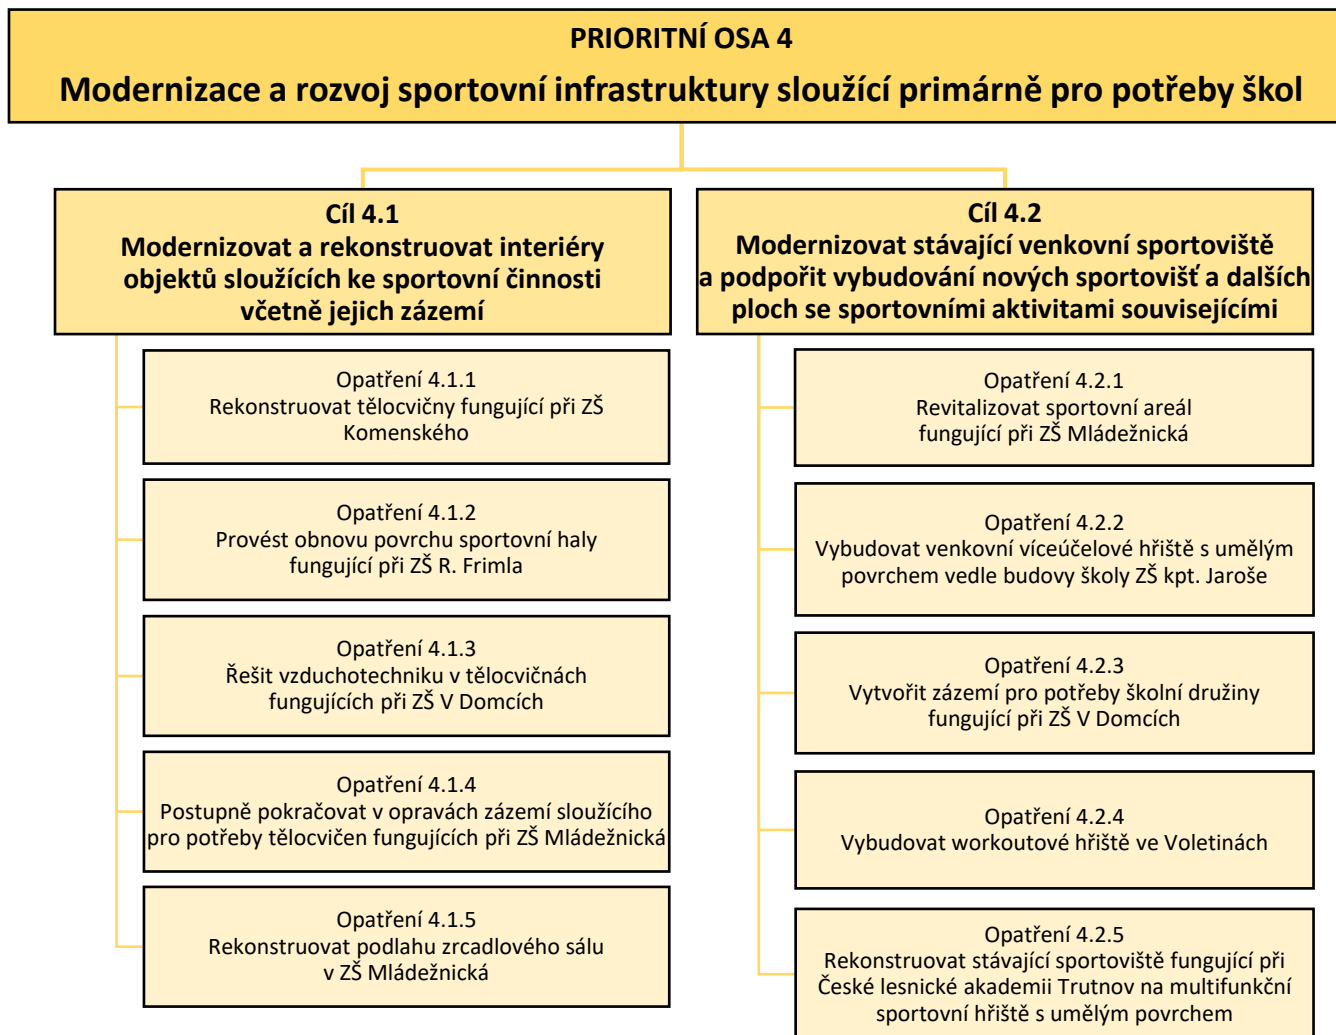 PRIORITNÍ OSA 4
Modernizace a rozvoj sportovní infrastruktury sloužící primárně pro potřeby škol
Cíl 4.1
Modernizovat a rekonstruovat interiéry
objektů sloužících ke sportovní činnosti
včetně jejich zázemí
Opatření 4.1.1
Rekonstruovat tělocvičny fungující při ZŠ
Komenského
Opatření 4.1.2
Provést obnovu povrchu sportovní haly
fungující při ZŠ R. Frimla
Opatření 4.1.3
Řešit vzduchotechniku v tělocvičnách
fungujících při ZŠ V Domcích
Opatření 4.1.4
Postupně pokračovat v opravách zázemí sloužícího
pro potřeby tělocvičen fungujících při ZŠ Mládežnická
Opatření 4.1.5
Rekonstruovat podlahu zrcadlového sálu
v ZŠ Mládežnická
Cíl 4.2
Modernizovat stávající venkovní sportoviště
a podpořit vybudování nových sportovišť a dalších
ploch se sportovními aktivitami souvisejícími
Opatření 4.2.1
Revitalizovat sportovní areál
fungující při ZŠ Mládežnická
Opatření 4.2.2
Vybudovat venkovní víceúčelové hřiště s umělým
povrchem vedle budovy školy ZŠ kpt. Jaroše
Opatření 4.2.3
Vytvořit zázemí pro potřeby školní družiny
fungující při ZŠ V Domcích
Opatření 4.2.4
Vybudovat workoutové hřiště ve Voletinách
Opatření 4.2.5
Rekonstruovat stávající sportoviště fungující při
České lesnické akademii Trutnov na multifunkční
sportovní hřiště s umělým povrchem